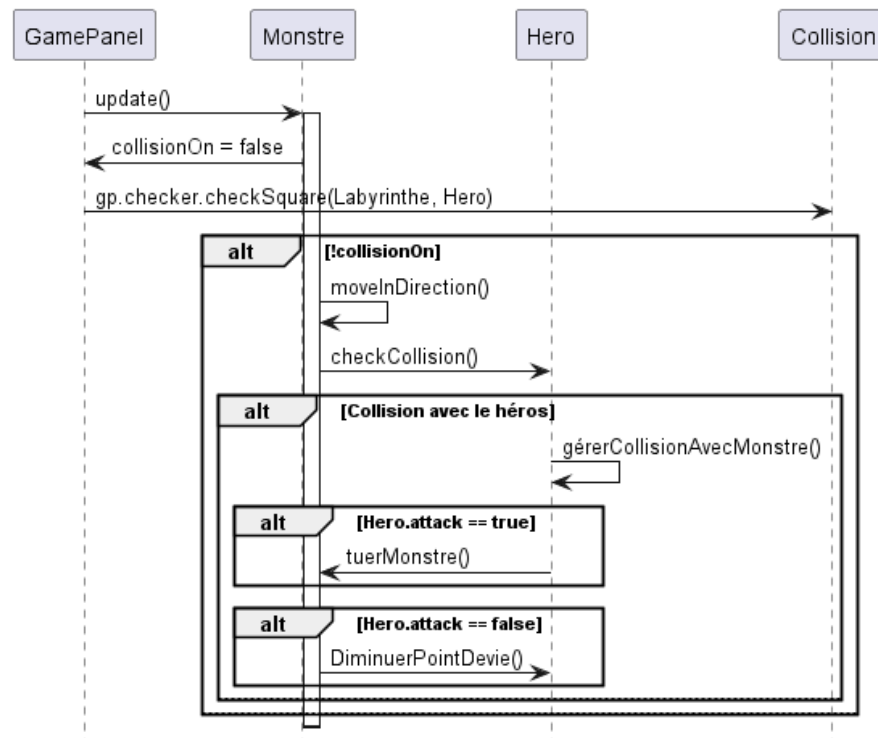 GamePanel
Monstre
Hero
Collision
update()
collisionOn = false
gp.checker.checkSquare(Labyrinthe, Hero)
alt [!collisionOn]
moveInDirection()
checkCollision()
alt [Collision avec le héros]
gérerCollisionAvecMonstre()
alt [Hero.attack == true]
tuerMonstre()
alt [Hero.attack == false]
DiminuerPointDevie()